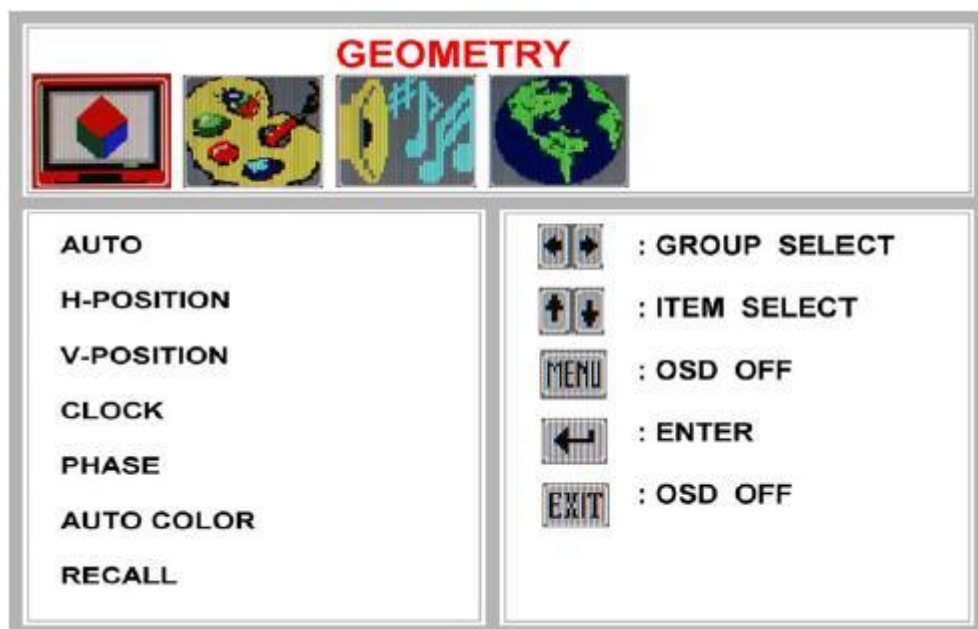 GEOMETRY
AUTO
H-POSITION
V-POSITION
CLOCK
PHASE
AUTO COLOR
RECALL
: GROUP SELECT
: ITEM SELECT
MENU : OSD OFF
: ENTER
EXIT : OSD OFF